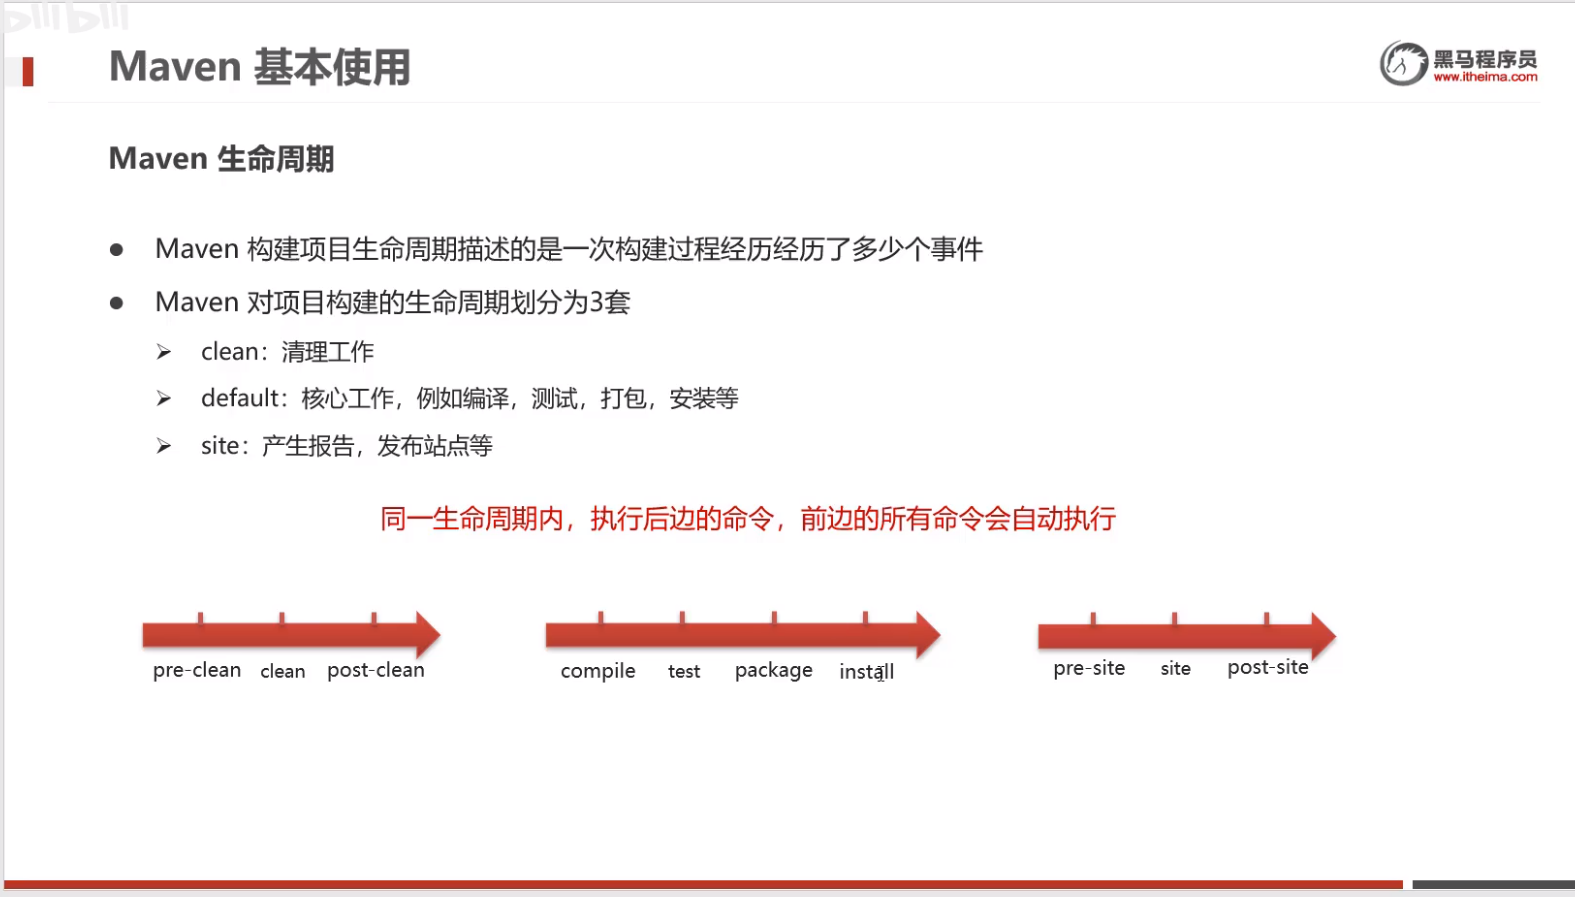 bilibili
Maven 基本使用
黑马程序员
www.itheima.com
Maven 生命周期
● Maven 构建项目生命周期描述的是一次构建过程经历经历了多少个事件
● Maven 对项目构建的生命周期划分为3套
➢ clean：清理工作
➢ default：核心工作，例如编译，测试，打包，安装等
➢ site：产生报告，发布站点等
同一生命周期内，执行后边的命令，前边的所有命令会自动执行
pre-clean clean post-clean compile test package install pre-site site post-site